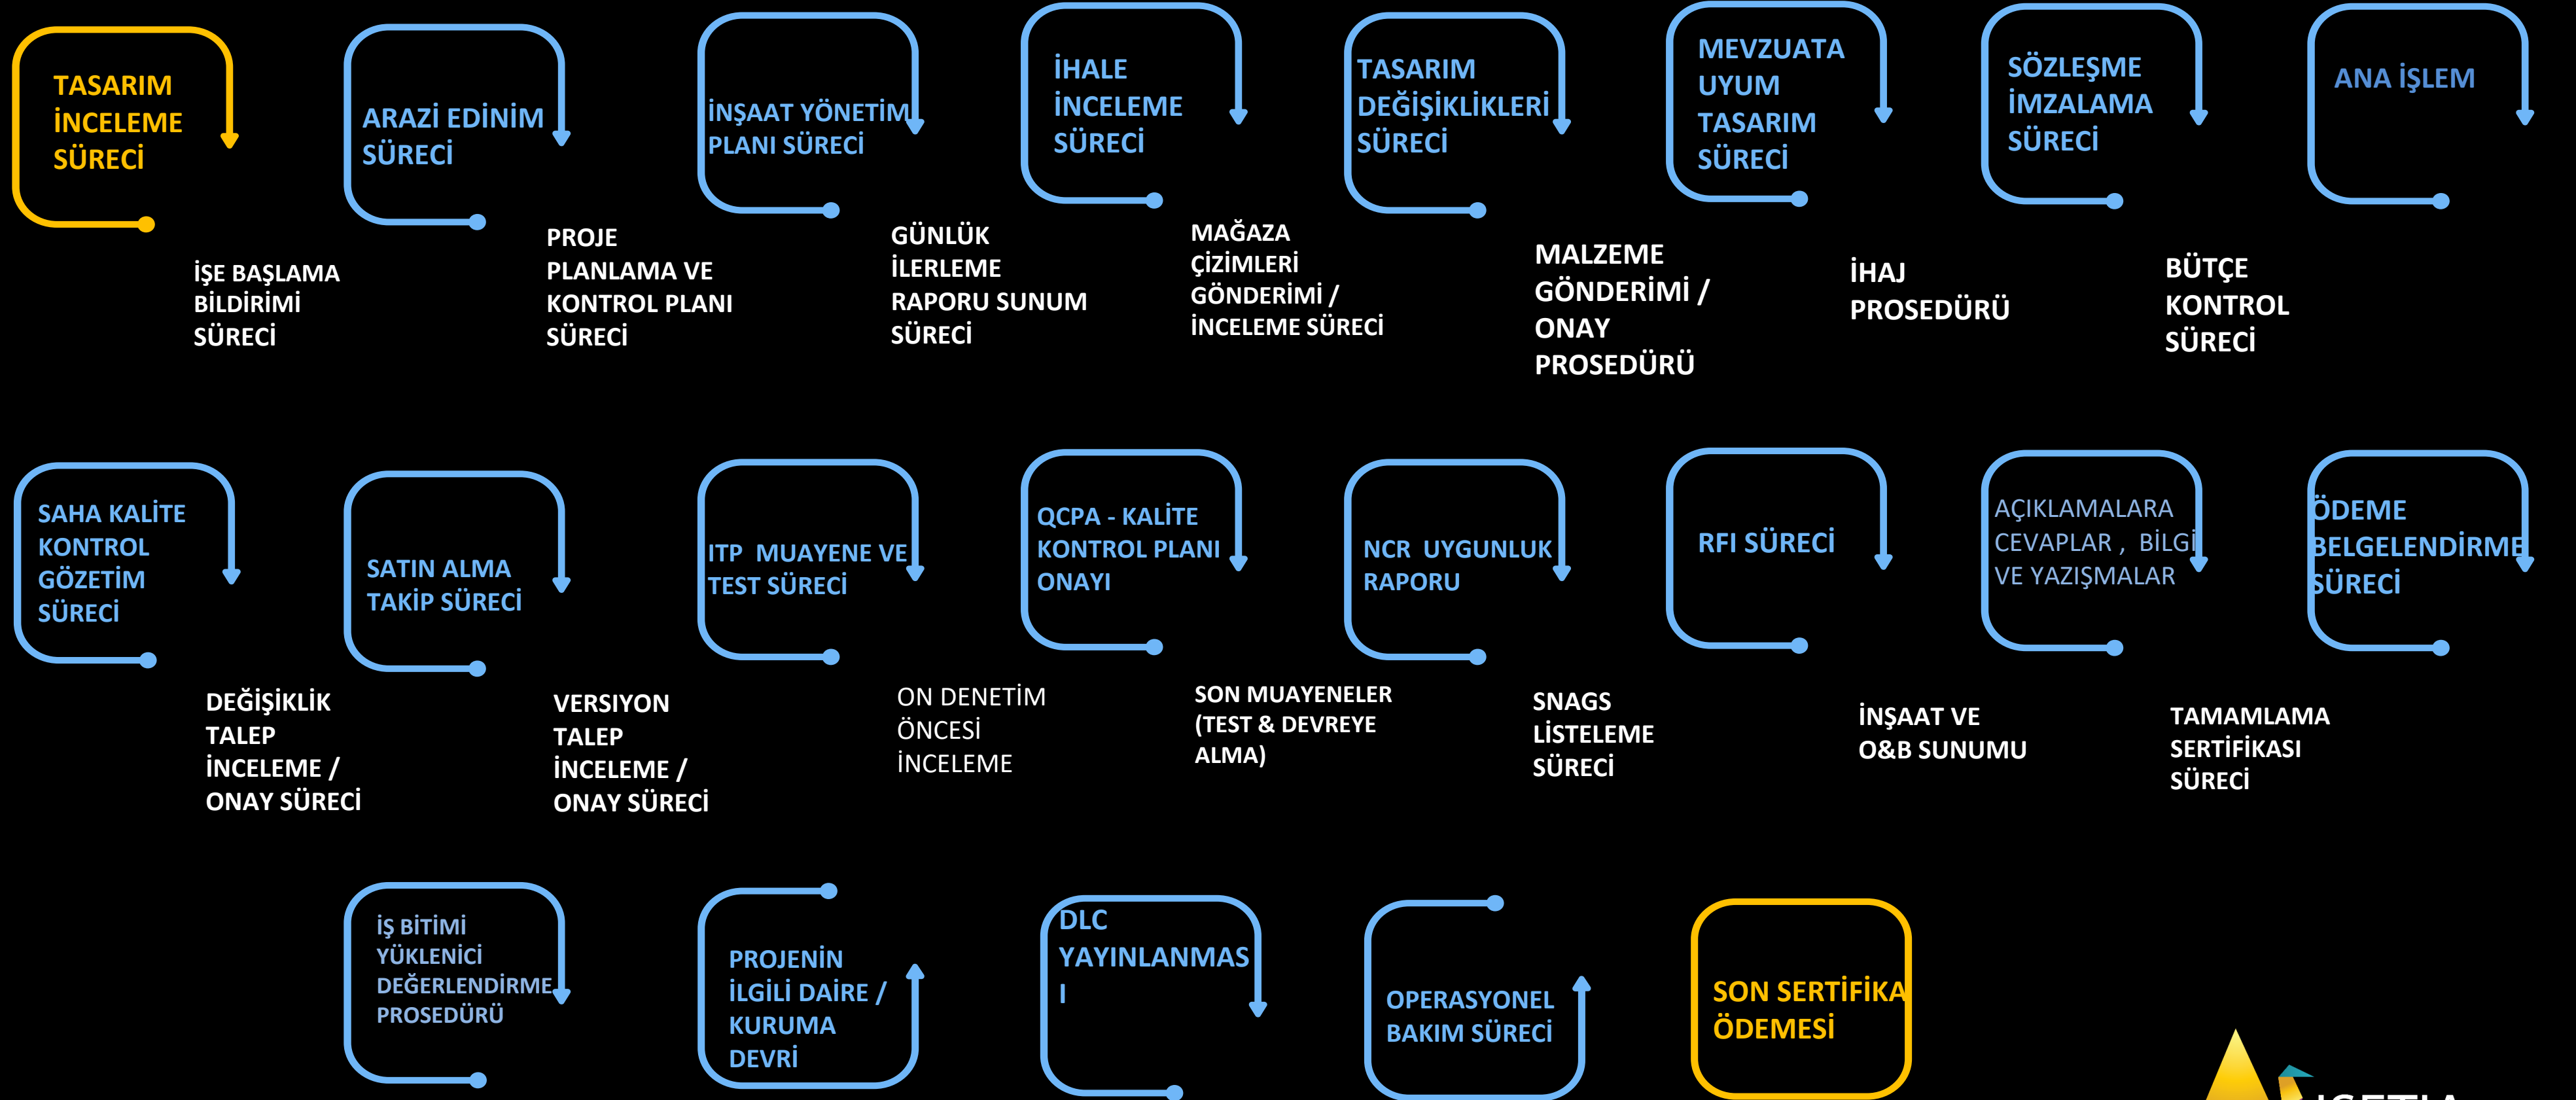 TASARIM
İNCELEME
SÜRECİ
ARAZİ EDİNİM
SÜRECİ
İNŞAAT YÖNETİM
PLANI SÜRECİ
İHALE
İNCELEME
SÜRECİ
TASARIM
DEĞİŞİKLİKLERİ
SÜRECİ
MEVZUATA
UYUM
TASARIM
SÜRECİ
SÖZLEŞME
İMZALAMA
SÜRECİ
ANA İŞLEM
İŞE BAŞLAMA
BİLDİRİMİ
SÜRECİ
PROJE
PLANLAMA VE
KONTROL PLANI
SÜRECİ
GÜNLÜK
İLERLEME
RAPORU SUNUM
SÜRECİ
MAĞAZA
ÇİZİMLERİ
GÖNDERİMİ /
İNCELEME SÜRECİ
MALZEME
GÖNDERİMİ /
ONAY
PROSEDÜRÜ
İHAJ
PROSEDÜRÜ
BÜTÇE
KONTROL
SÜRECİ
SAHA KALİTE
KONTROL
GÖZETİM
SÜRECİ
SATIN ALMA
TAKİP SÜRECİ
ITP MUAYENE VE
TEST SÜRECİ
QCPA - KALİTE
KONTROL PLANI
ONAYI
NCR UYGUNLUK
RAPORU
RFI SÜRECİ
AÇIKLAMALARA
CEVAPLAR , BİLGİ
VE YAZIŞMALAR
ÖDEME
BELGELENDİRME
SÜRECİ
DEĞİŞİKLİK
TALEP
İNCELEME /
ONAY SÜRECİ
VERSIYON
TALEP
İNCELEME /
ONAY SÜRECİ
ON DENETİM
ÖNCESİ
İNCELEME
SON MUAYENELER
(TEST & DEVREYE
ALMA)
SNAGS
LİSTELEME
SÜRECİ
İNŞAAT VE
O&B SUNUMU
TAMAMLAMA
SERTİFİKASI
SÜRECİ
İŞ BİTİMİ
YÜKLENİCİ
DEĞERLENDİRME
PROSEDÜRÜ
PROJENİN
İLGİLİ DAİRE /
KURUMA
DEVRİ
DLC
YAYINLANMAS
I
OPERASYONEL
BAKIM SÜRECİ
SON SERTİFİKA
ÖDEMESİ